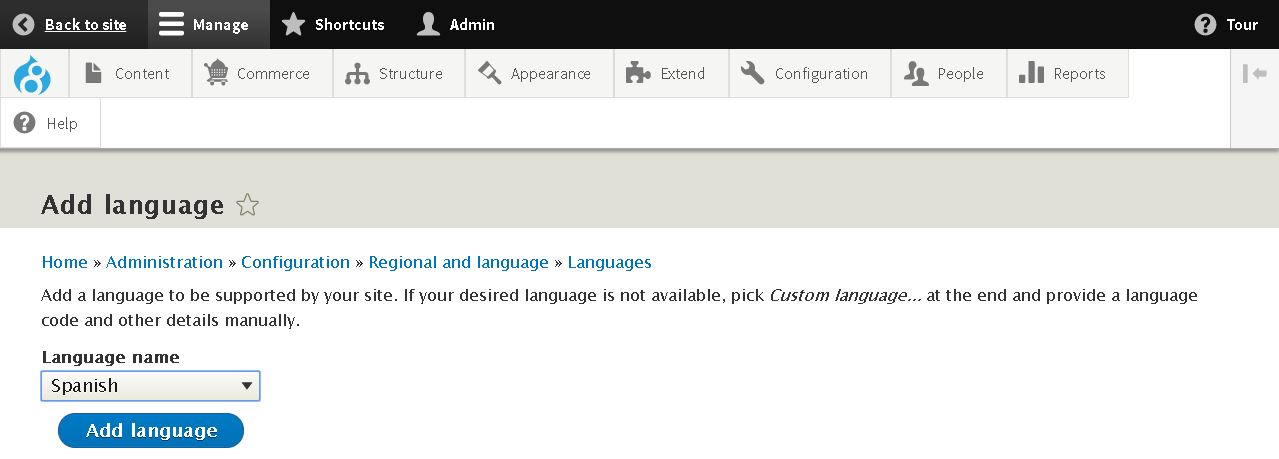 Back to site Manage Shortcuts Admin Tour
Content Commerce Structure Appearance Extend Configuration People Reports
Help
Add language
Home » Administration » Configuration » Regional and language » Languages
Add a language to be supported by your site. If your desired language is not available, pick Custom language... at the end and provide a language
code and other details manually.
Language name
Spanish
Add language